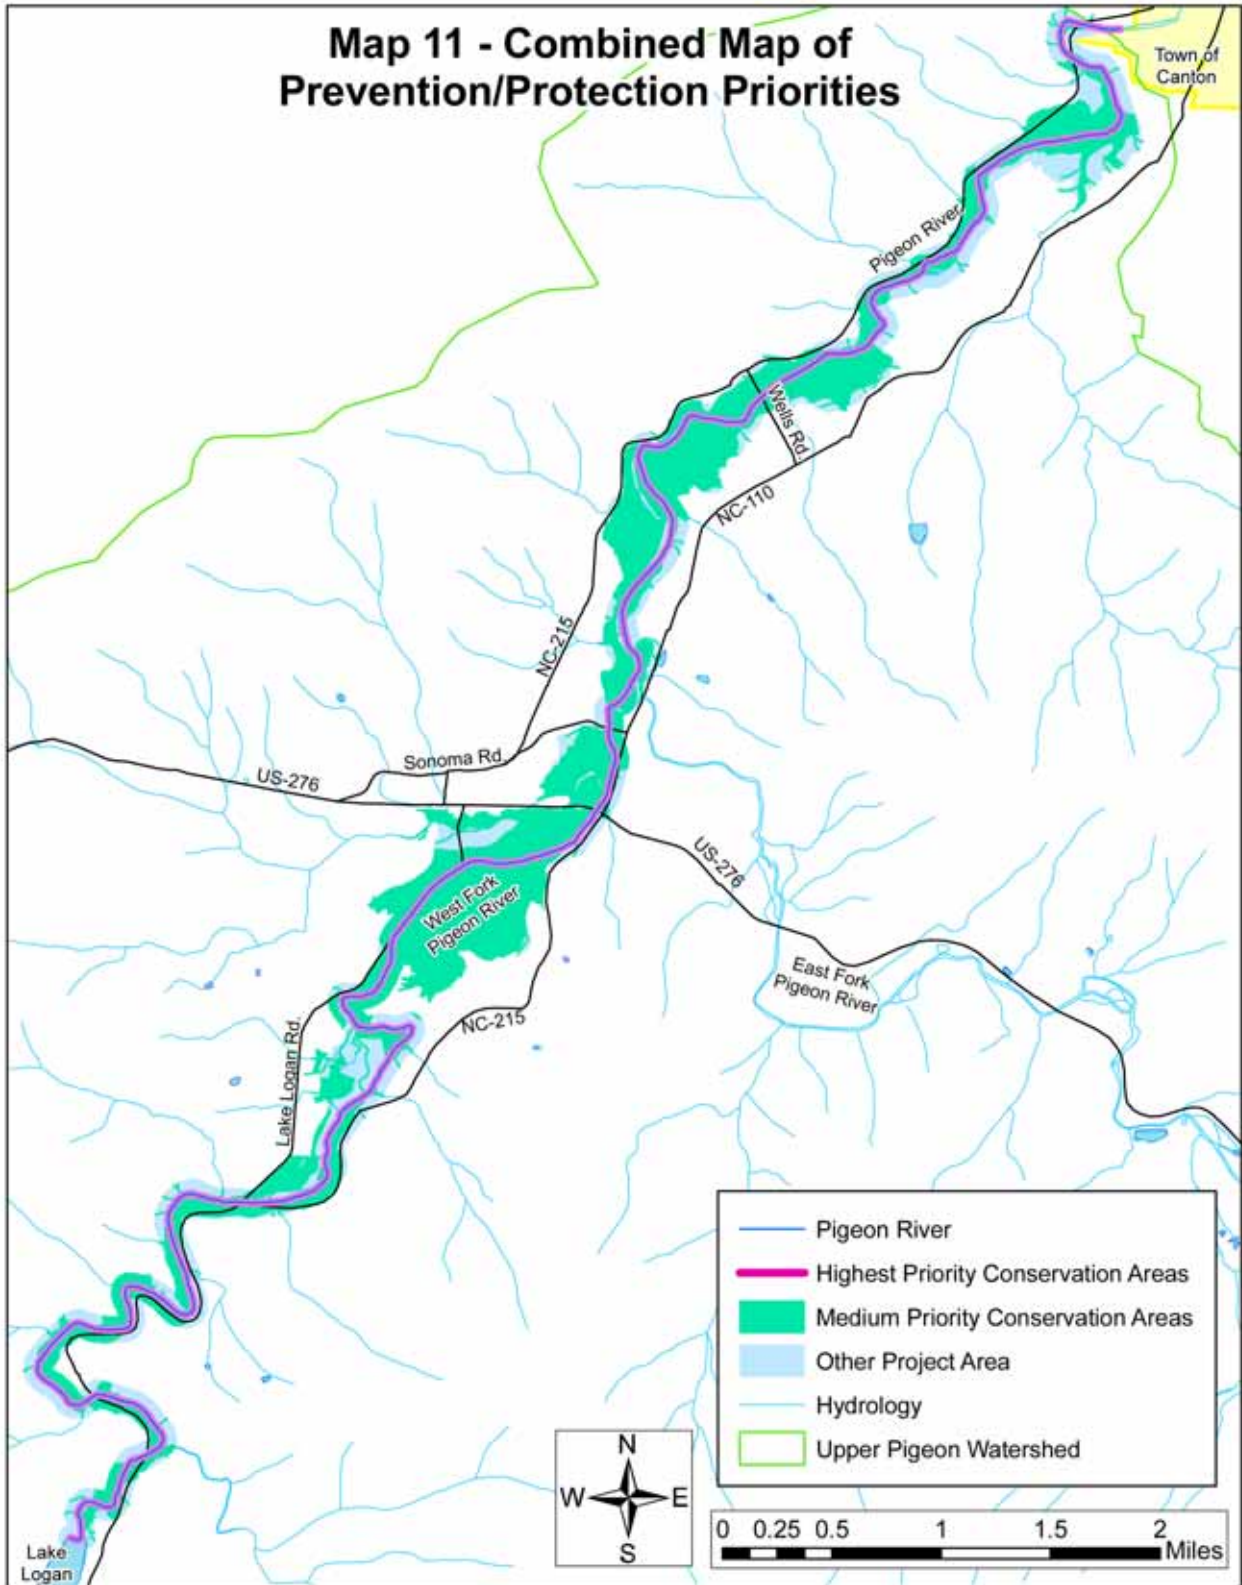 Map 11 - Combined Map of
Prevention/Protection Priorities
Town of
Canton
Pigeon River
Wells Rd.
NC-110
NC-215
Sonoma Rd.
US-276
US-276
West Fork
Pigeon River
East Fork
Pigeon River
NC-215
Lake Logan Rd.
Lake
Logan
Pigeon River
Highest Priority Conservation Areas
Medium Priority Conservation Areas
Other Project Area
Hydrology
Upper Pigeon Watershed
N
W E
S
0 0.25 0.5 1 1.5 2
Miles